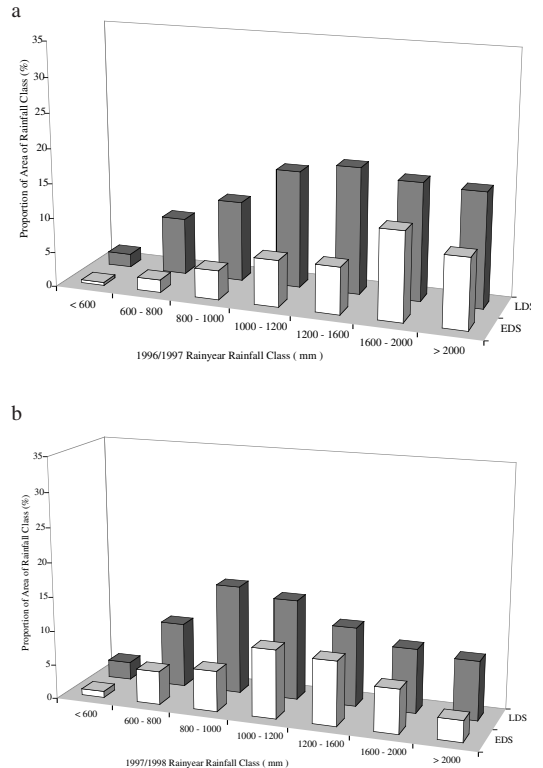 a
35
30
25
20
15
10
5
0
Proportion of Area of Rainfall Class (%)
< 600
600 - 800
800 - 1000
1000 - 1200
1200 - 1600
1600 - 2000
> 2000
LDS
EDS
1996/1997 Rainyear Rainfall Class ( mm )
b
35
30
25
20
15
10
5
0
Proportion of Area of Rainfall Class (%)
< 600
600 - 800
800 - 1000
1000 - 1200
1200 - 1600
1600 - 2000
> 2000
LDS
EDS
1997/1998 Rainyear Rainfall Class ( mm )